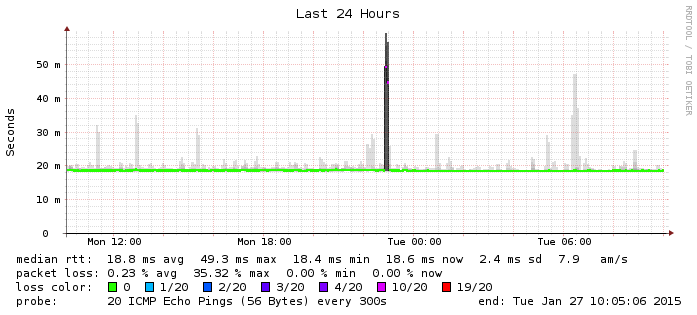 Last 24 Hours
RRDTOOL / TOBI OETIKER
Seconds
50 m
40 m
30 m
20 m
10 m
0
Mon 12:00 Mon 18:00 Tue 00:00 Tue 06:00
median rtt: 18.8 ms avg 49.3 ms max 18.4 ms min 18.6 ms now 2.4 ms sd 7.9 am/s
packet loss: 0.23 % avg 35.32 % max 0.00 % min 0.00 % now
loss color: 0 1/20 2/20 3/20 4/20 10/20 19/20
probe: 20 ICMP Echo Pings (56 Bytes) every 300s end: Tue Jan 27 10:05:06 2015